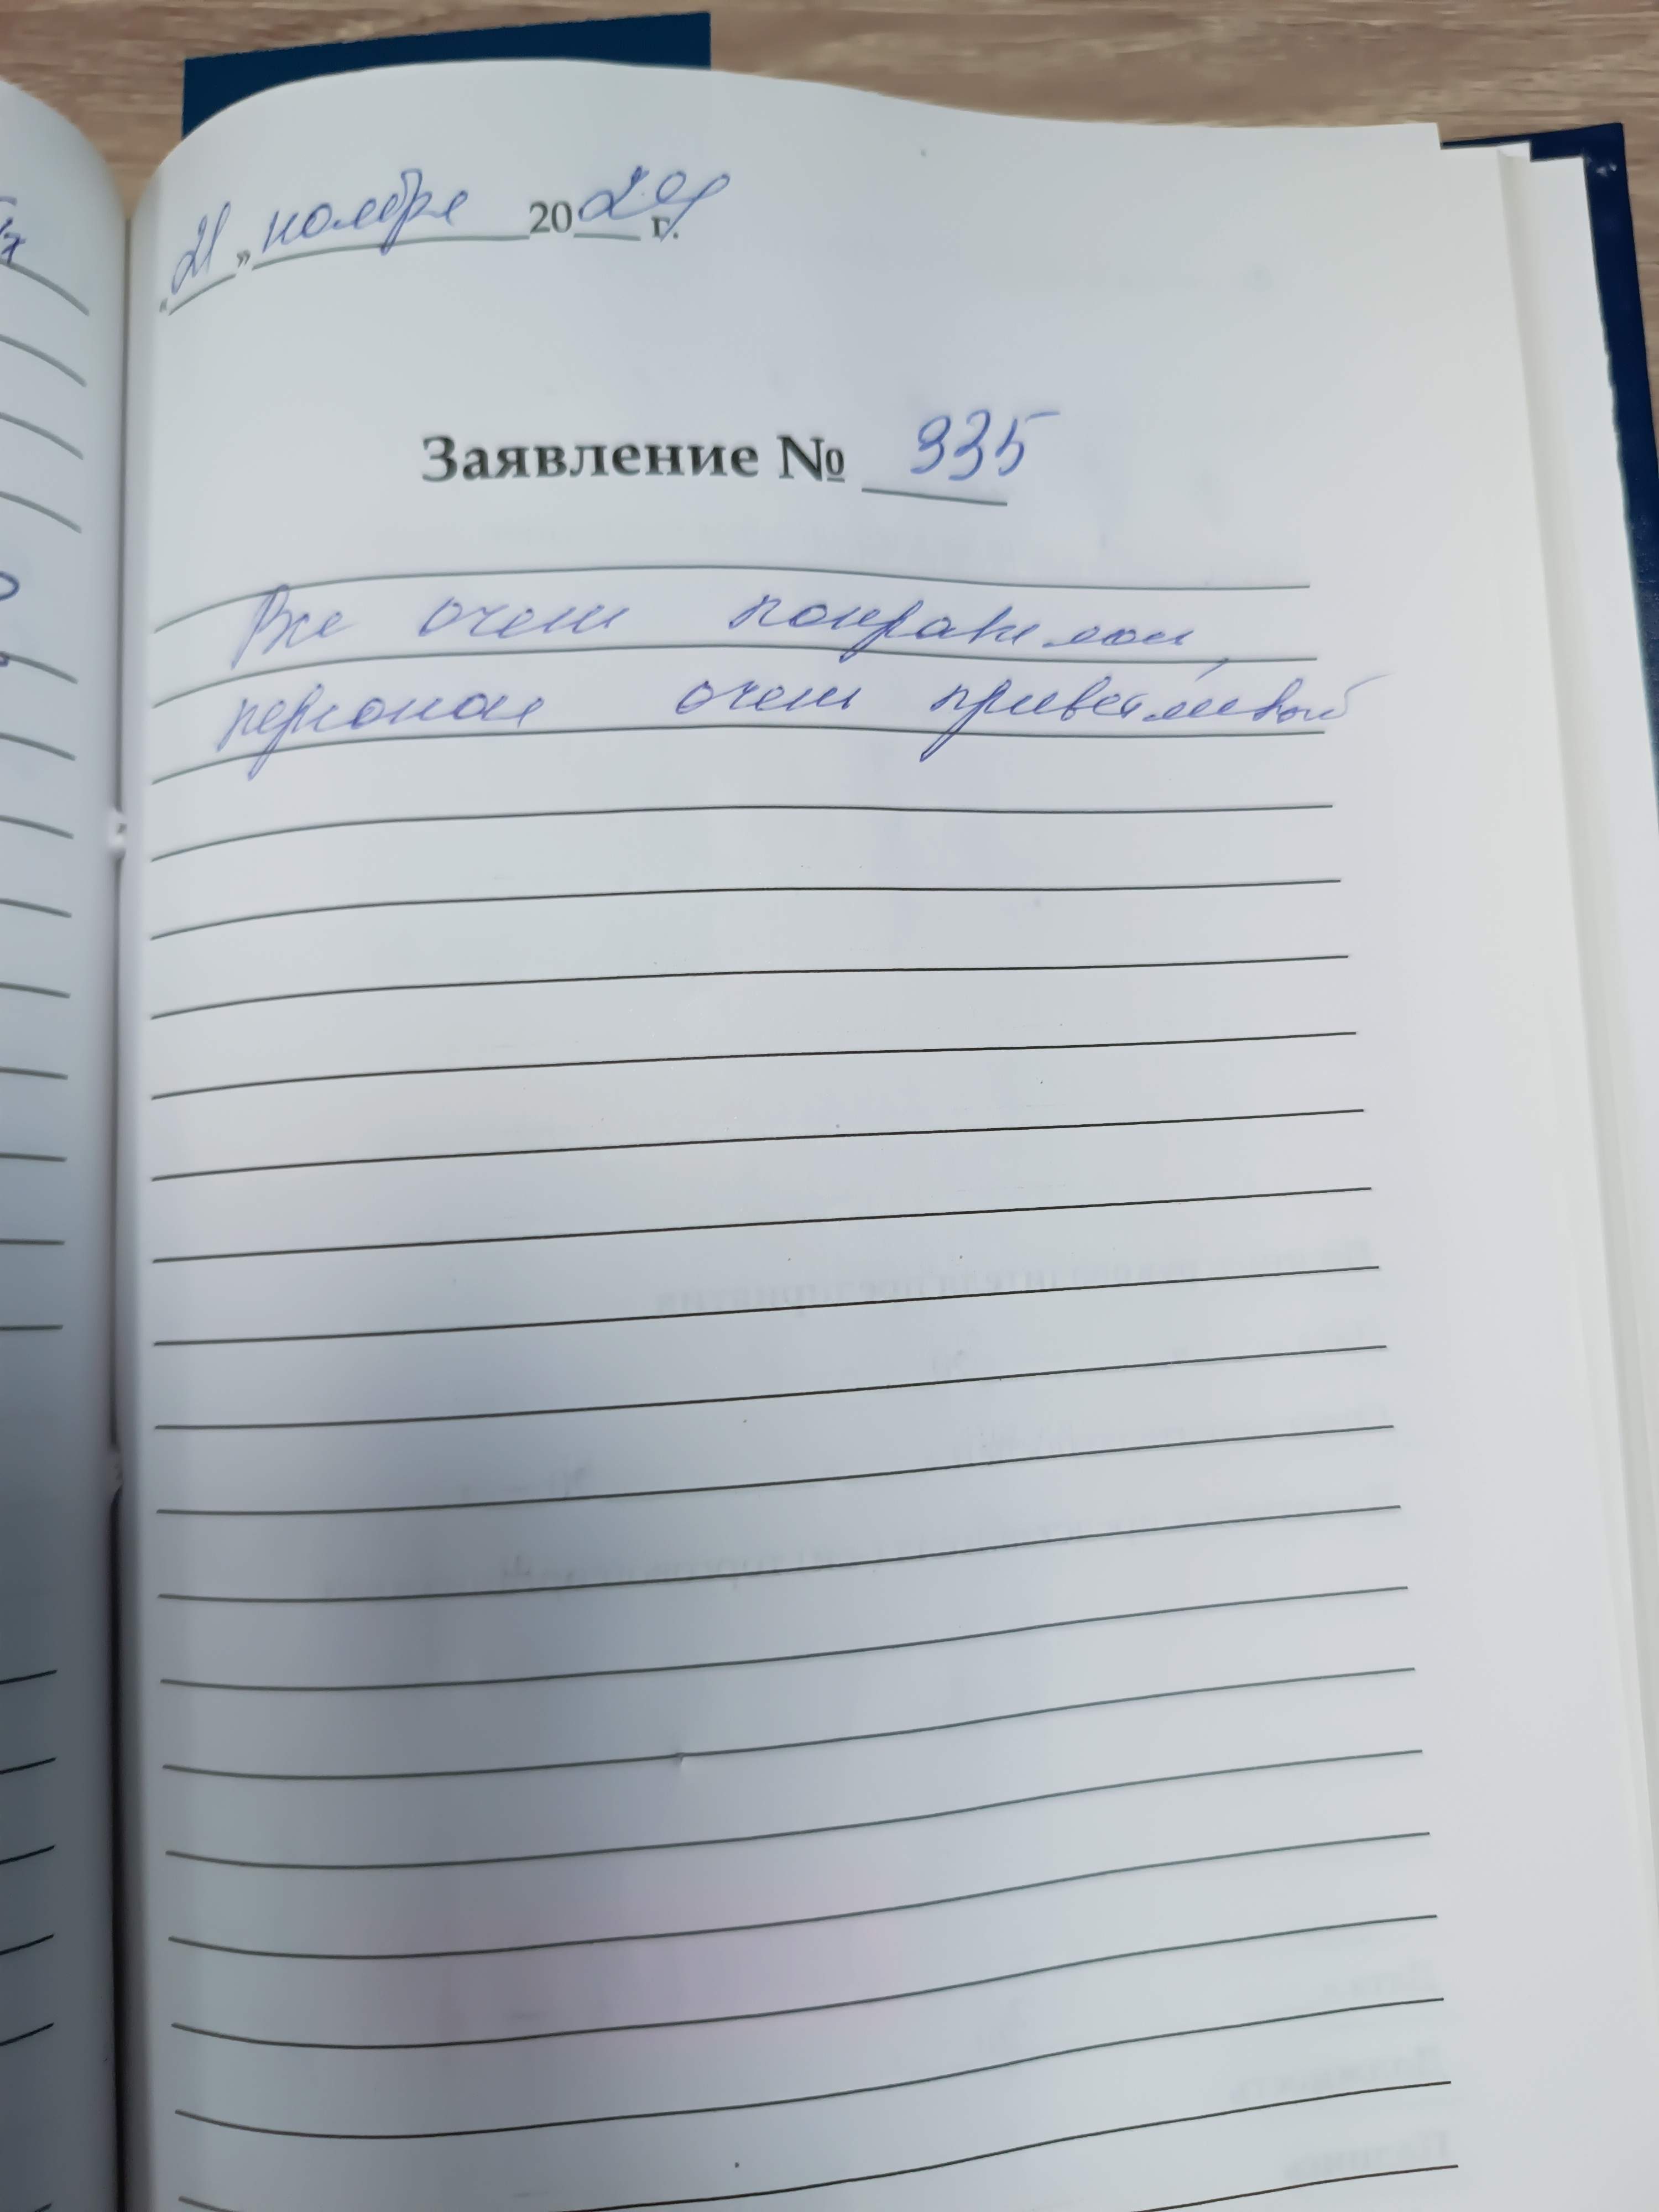 "21" ноября 2024 г.
Заявление № 335
Все очень понравилось,
персонал очень приветливый